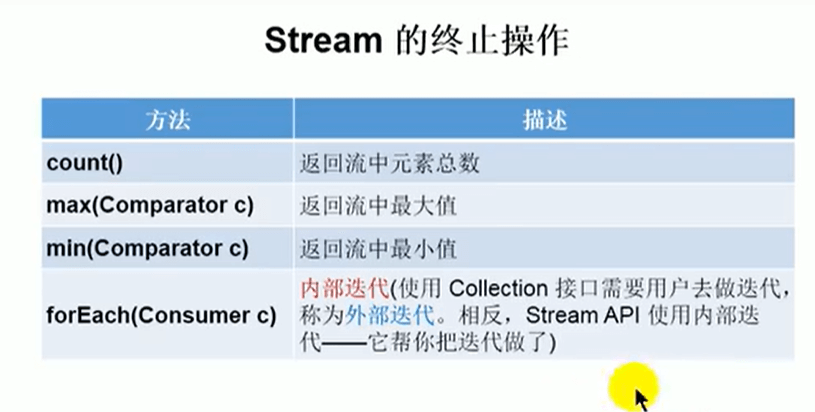 Stream 的终止操作
方法 描述
count() 返回流中元素总数
max(Comparator c) 返回流中最大值
min(Comparator c) 返回流中最小值
forEach(Consumer c) 内部迭代(使用 Collection 接口需要用户去做迭代，
称为外部迭代。相反，Stream API 使用内部迭
代——它帮你把迭代做了)